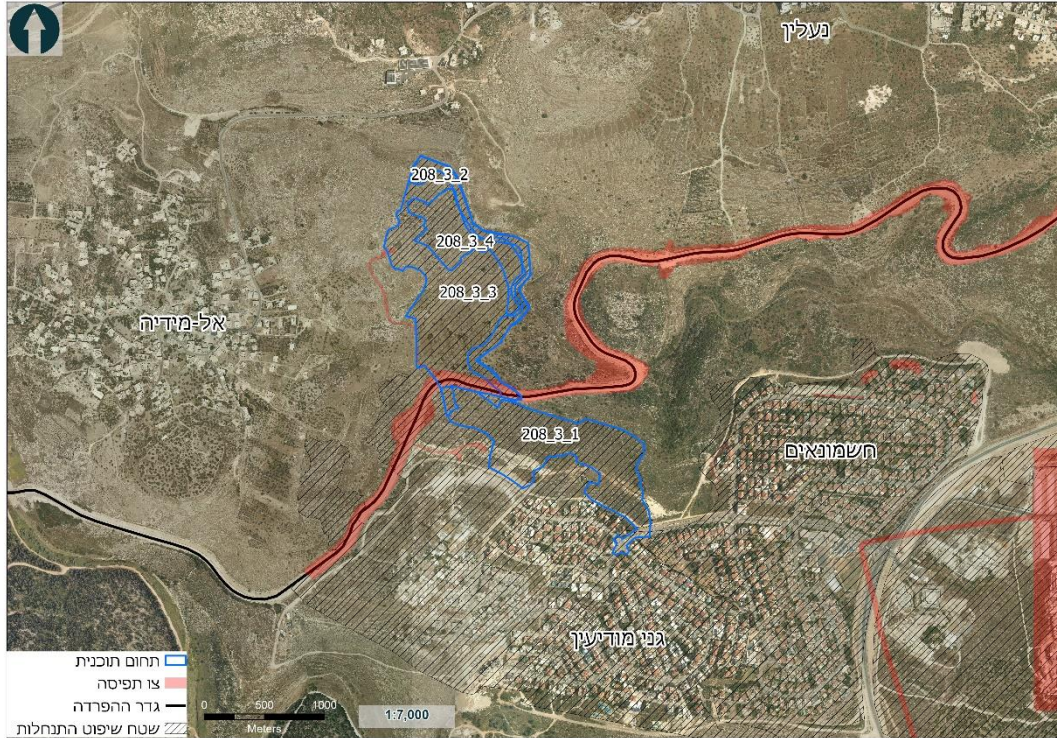 נעלין
208_3_2
208_3_4
208_3_3
אל-מידיה
208_3_1
חשמונאים
גני מודיעין
תחום תוכנית
צו תפיסה
גדר ההפרדה
שטח שיפוט התנחלות
0 500 1000
Meters
1:7,000